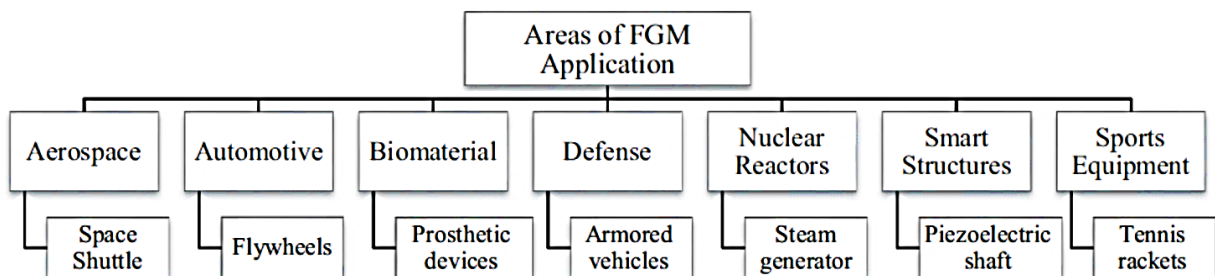 Areas of FGM
Application
Aerospace
Automotive
Biomaterial
Defense
Nuclear
Reactors
Smart
Structures
Sports
Equipment
Space
Shuttle
Flywheels
Prosthetic
devices
Armored
vehicles
Steam
generator
Piezoelectric
shaft
Tennis
rackets